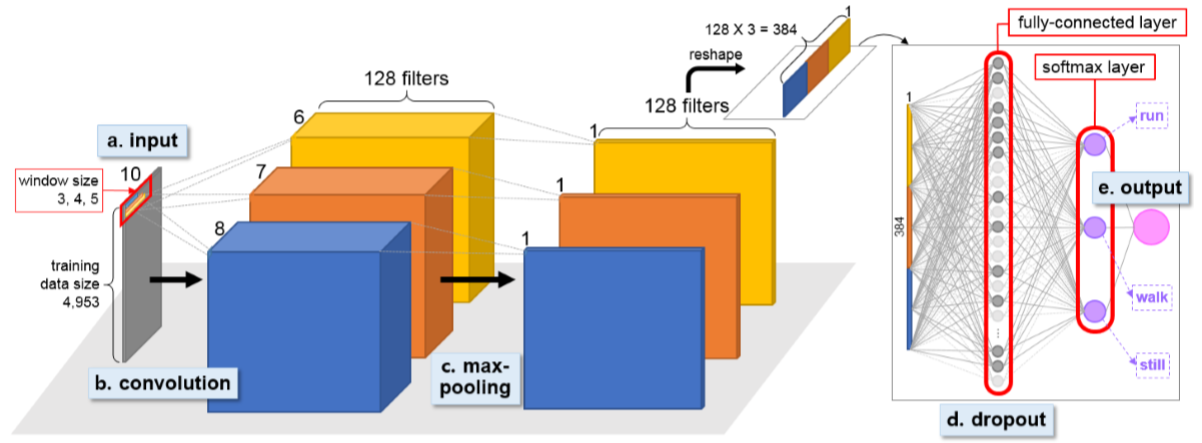 a. input
10
window size
3, 4, 5
training
data size
4,953
b. convolution
128 filters
6
7
8
c. max-
pooling
128 filters
1
1
1
reshape
128 X 3 = 384
1
1
384
fully-connected layer
softmax layer
run
e. output
walk
still
⋮
d. dropout